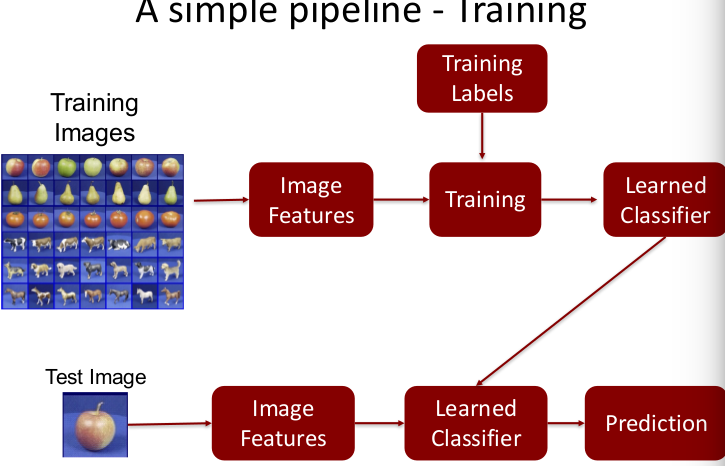 A simple pipeline - Training
Training
Labels
Training
Images
Image
Features
Training
Learned
Classifier
Test Image
Image
Features
Learned
Classifier
Prediction